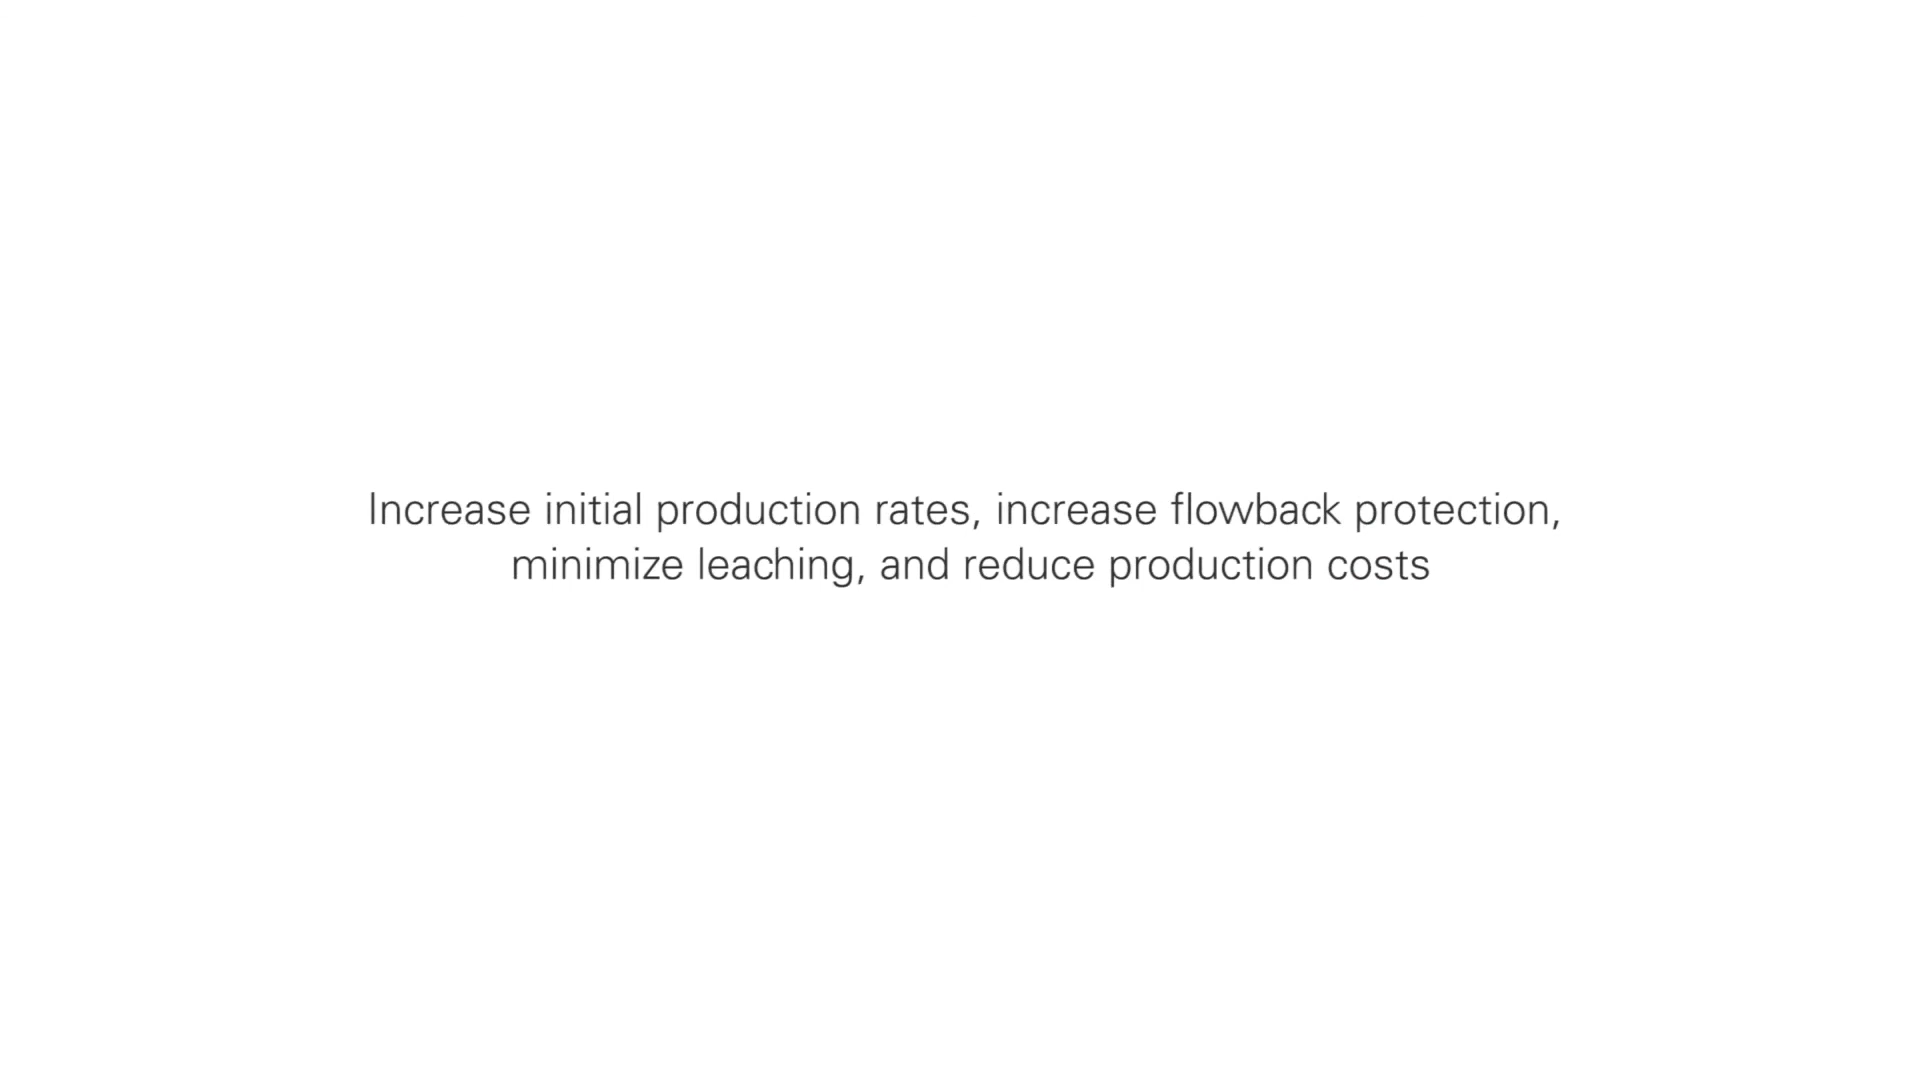 Increase initial production rates, increase flowback protection,
minimize leaching, and reduce production costs